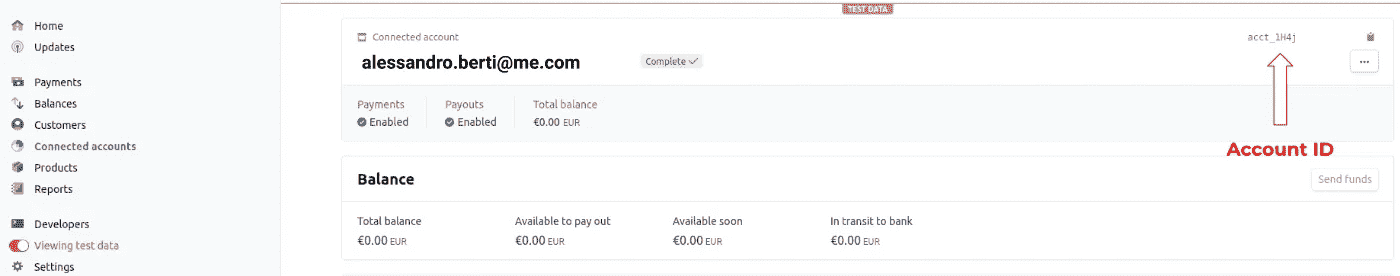 Home
Updates
Payments
Balances
Customers
Connected accounts
Products
Reports
Developers
Viewing test data
Settings
TEST DATA
Connected account
acct_1H4j
alessandro.berti@me.com
Complete
...
Payments
Payouts
Total balance
Enabled
Enabled
€0.00 EUR
Account ID
Balance
Send funds
Total balance
Available to pay out
Available soon
In transit to bank
€0.00 EUR
€0.00 EUR
€0.00 EUR
€0.00 EUR